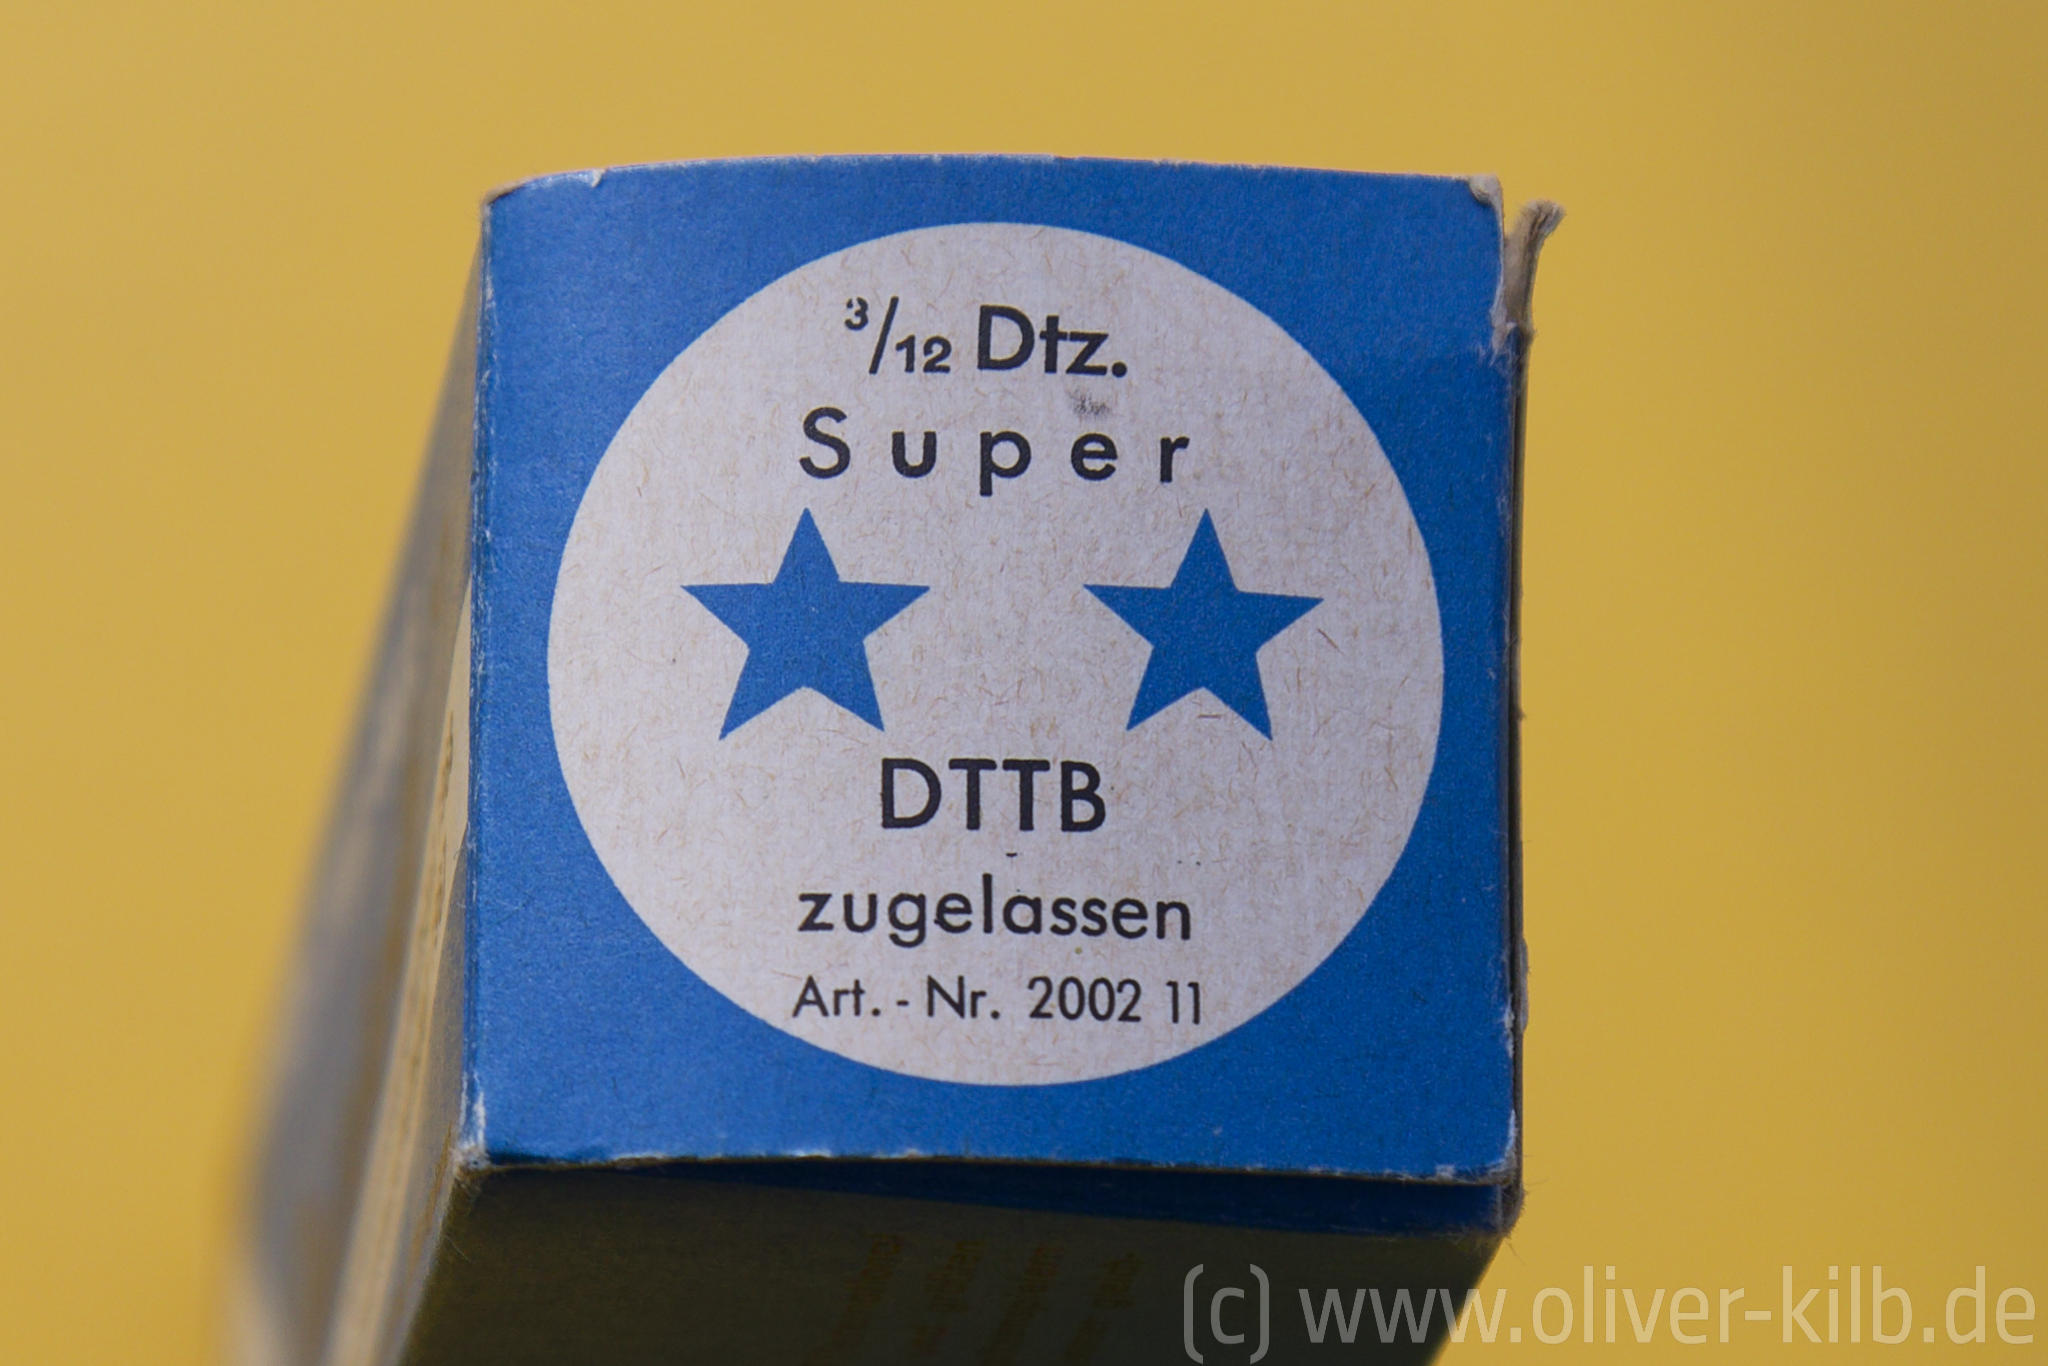 3/12 Dtz.
Super
DTTB
zugelassen
Art. - Nr. 2002 11
(c) www.oliver-kilb.de